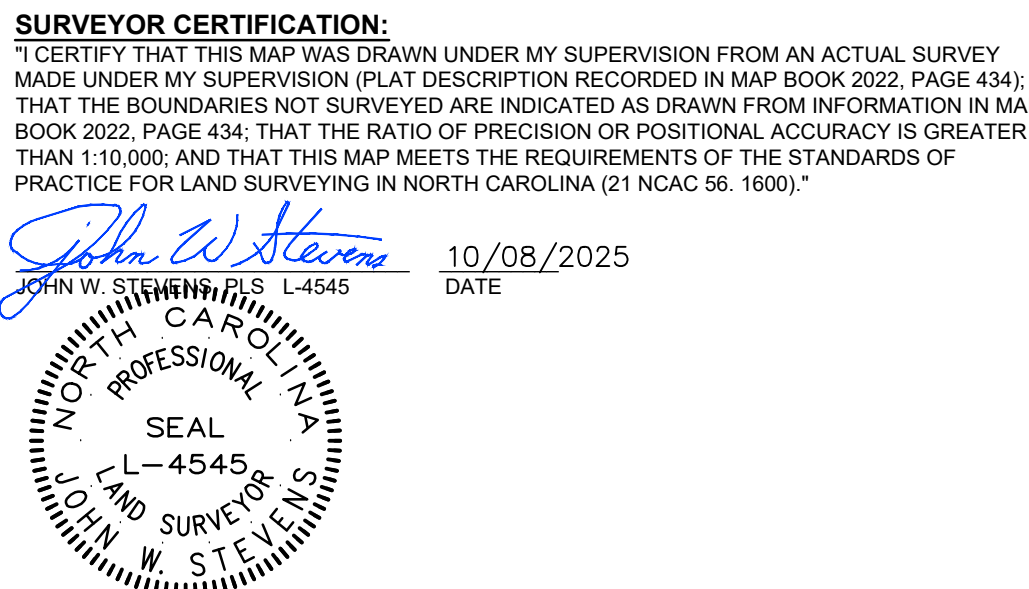 SURVEYOR CERTIFICATION:
"I CERTIFY THAT THIS MAP WAS DRAWN UNDER MY SUPERVISION FROM AN ACTUAL SURVEY
MADE UNDER MY SUPERVISION (PLAT DESCRIPTION RECORDED IN MAP BOOK 2022, PAGE 434);
THAT THE BOUNDARIES NOT SURVEYED ARE INDICATED AS DRAWN FROM INFORMATION IN MA
BOOK 2022, PAGE 434; THAT THE RATIO OF PRECISION OR POSITIONAL ACCURACY IS GREATER
THAN 1:10,000; AND THAT THIS MAP MEETS THE REQUIREMENTS OF THE STANDARDS OF
PRACTICE FOR LAND SURVEYING IN NORTH CAROLINA (21 NCAC 56. 1600)."
John W Stevens 10/08/2025
JOHN W. STEVENS, PLS L-4545 DATE
NORTH CAROLINA
PROFESSIONAL
SEAL
L-4545
LAND SURVEYOR
JOHN W. STEVENS